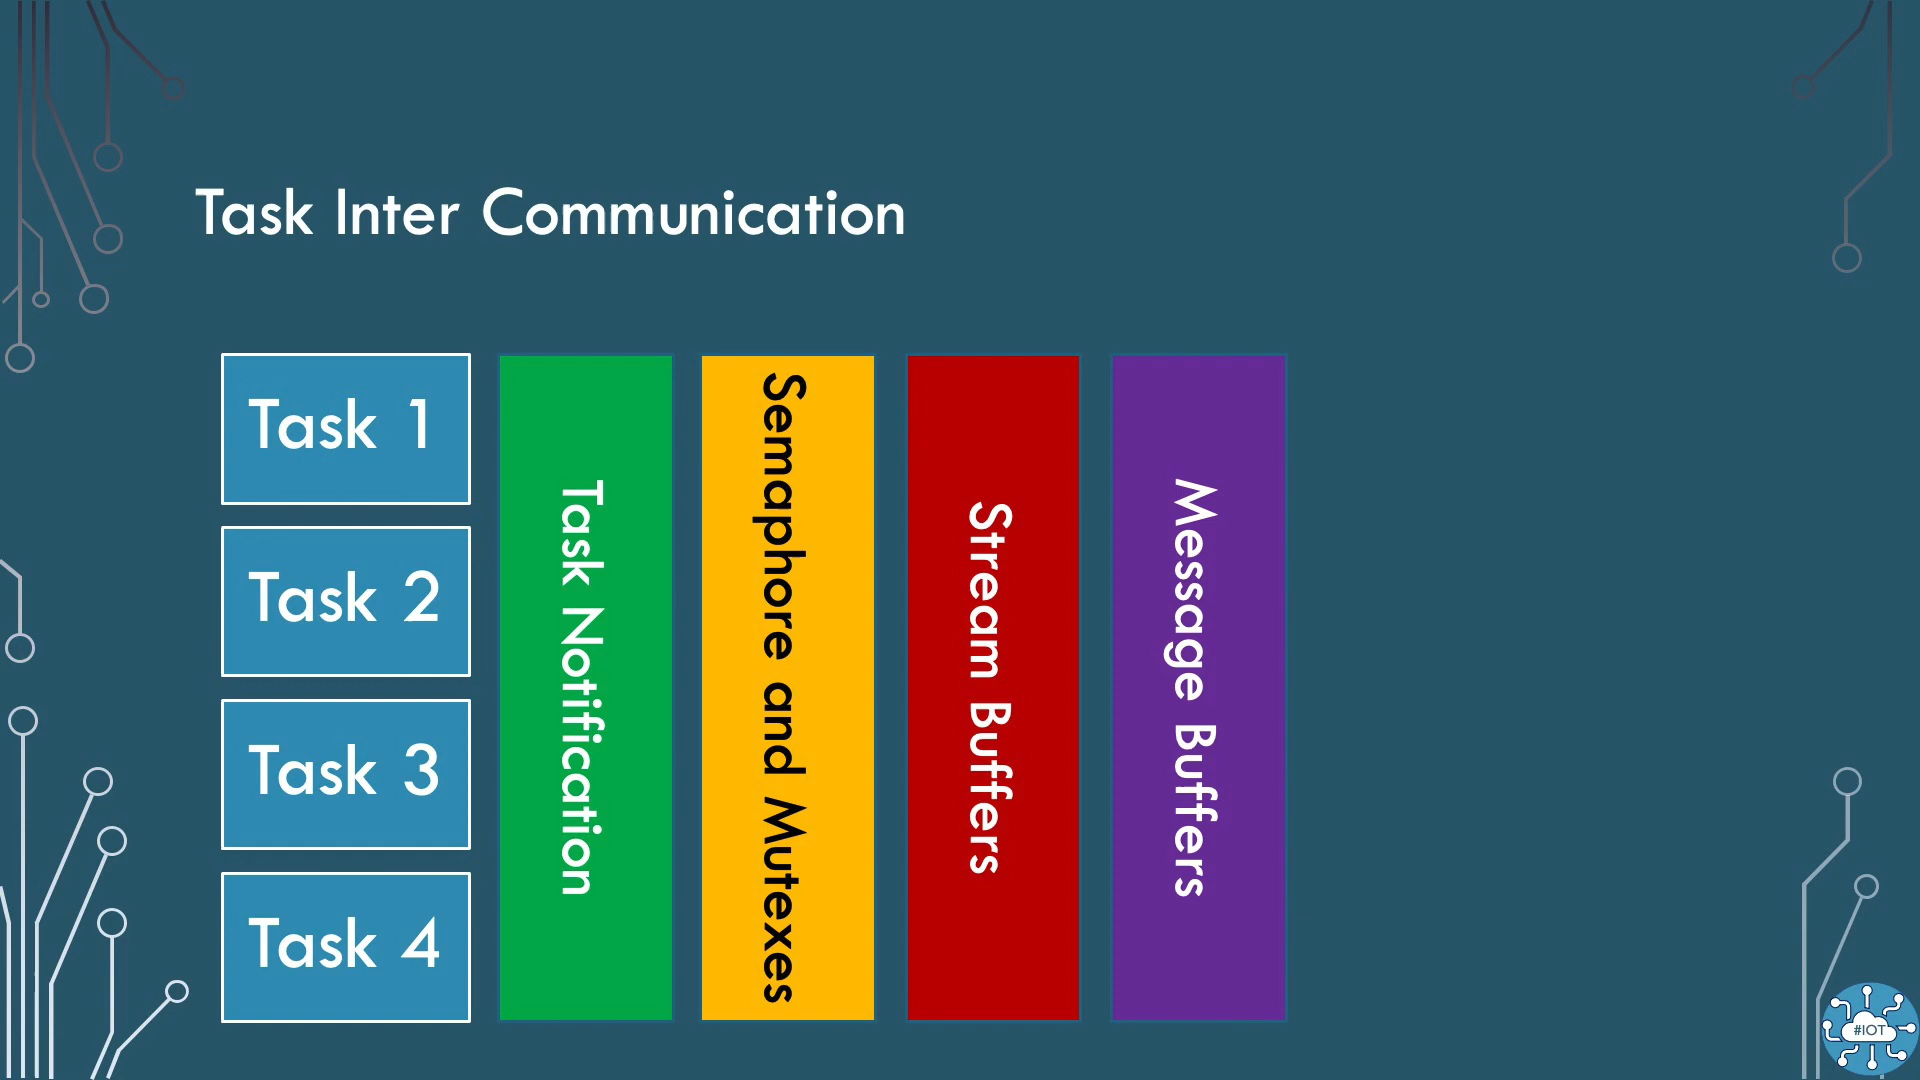 Task Inter Communication
Task 1
Task 2
Task 3
Task 4
Task Notification
Semaphore and Mutexes
Stream Buffers
Message Buffers
#IOT